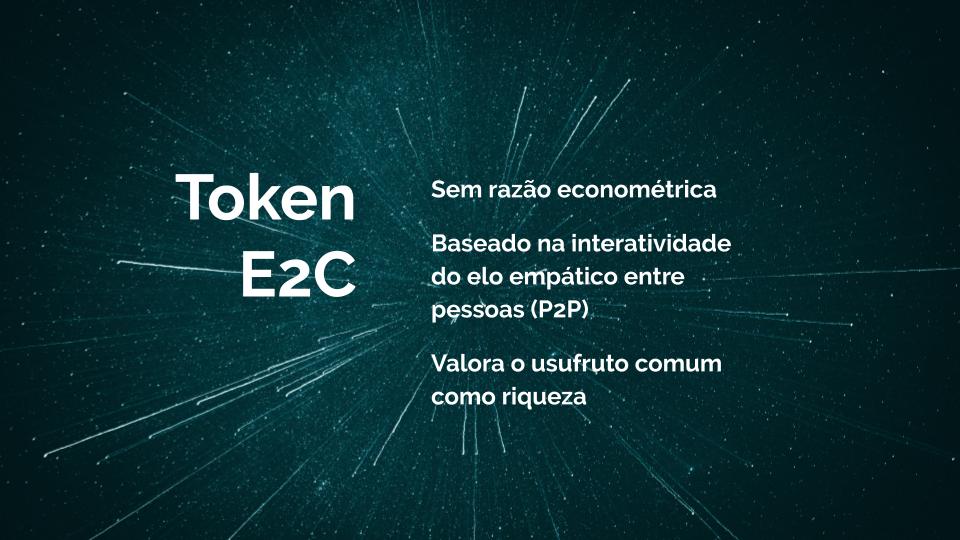 Token
E2C
Sem razão econométrica
Baseado na interatividade
do elo empático entre
pessoas (P2P)
Valora o usufruto comum
como riqueza